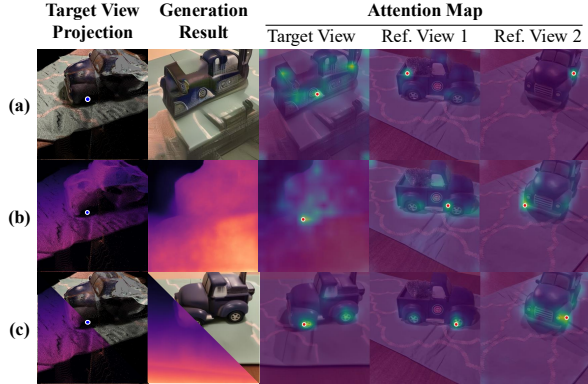 Target View Generation Attention Map
Projection Result Target View Ref. View 1 Ref. View 2
(a)
(b)
(c)